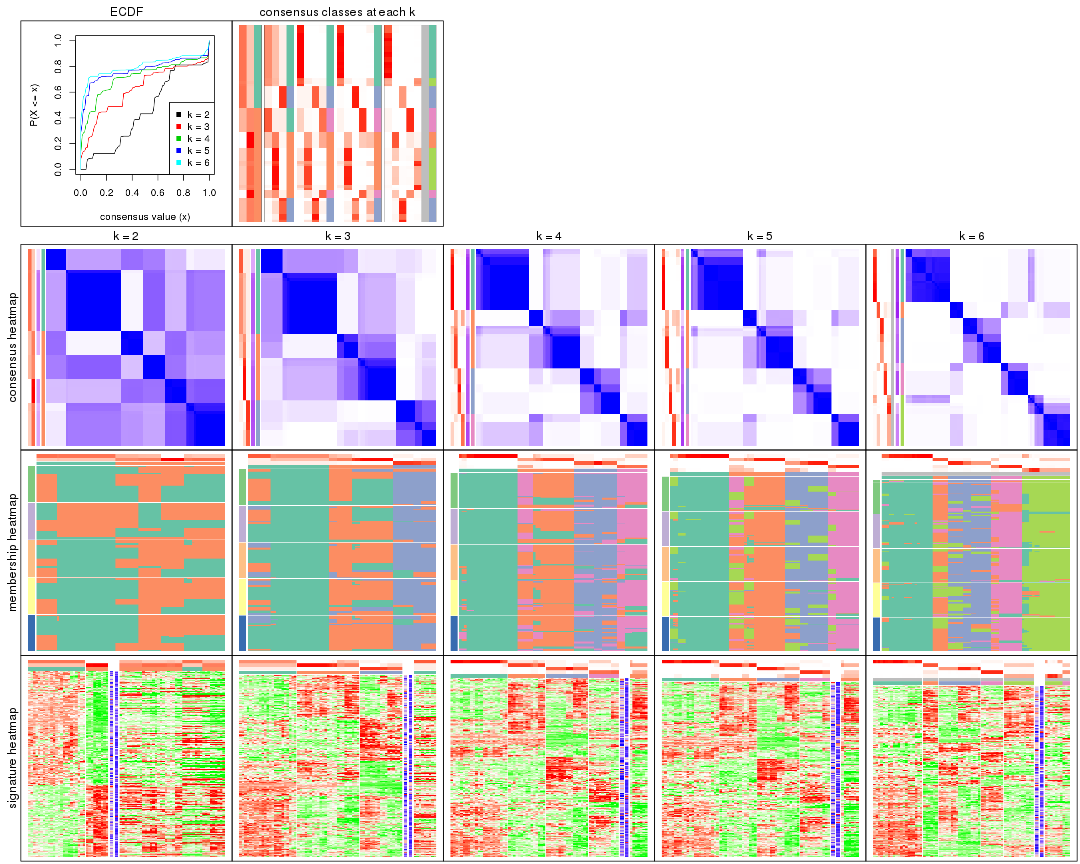 ECDF
consensus classes at each k
P(X <= x)
0.0 0.2 0.4 0.6 0.8 1.0
k = 2
k = 3
k = 4
k = 5
k = 6
0.0 0.2 0.4 0.6 0.8 1.0
consensus value (x)
k = 2
k = 3
k = 4
k = 5
k = 6
consensus heatmap
membership heatmap
signature heatmap